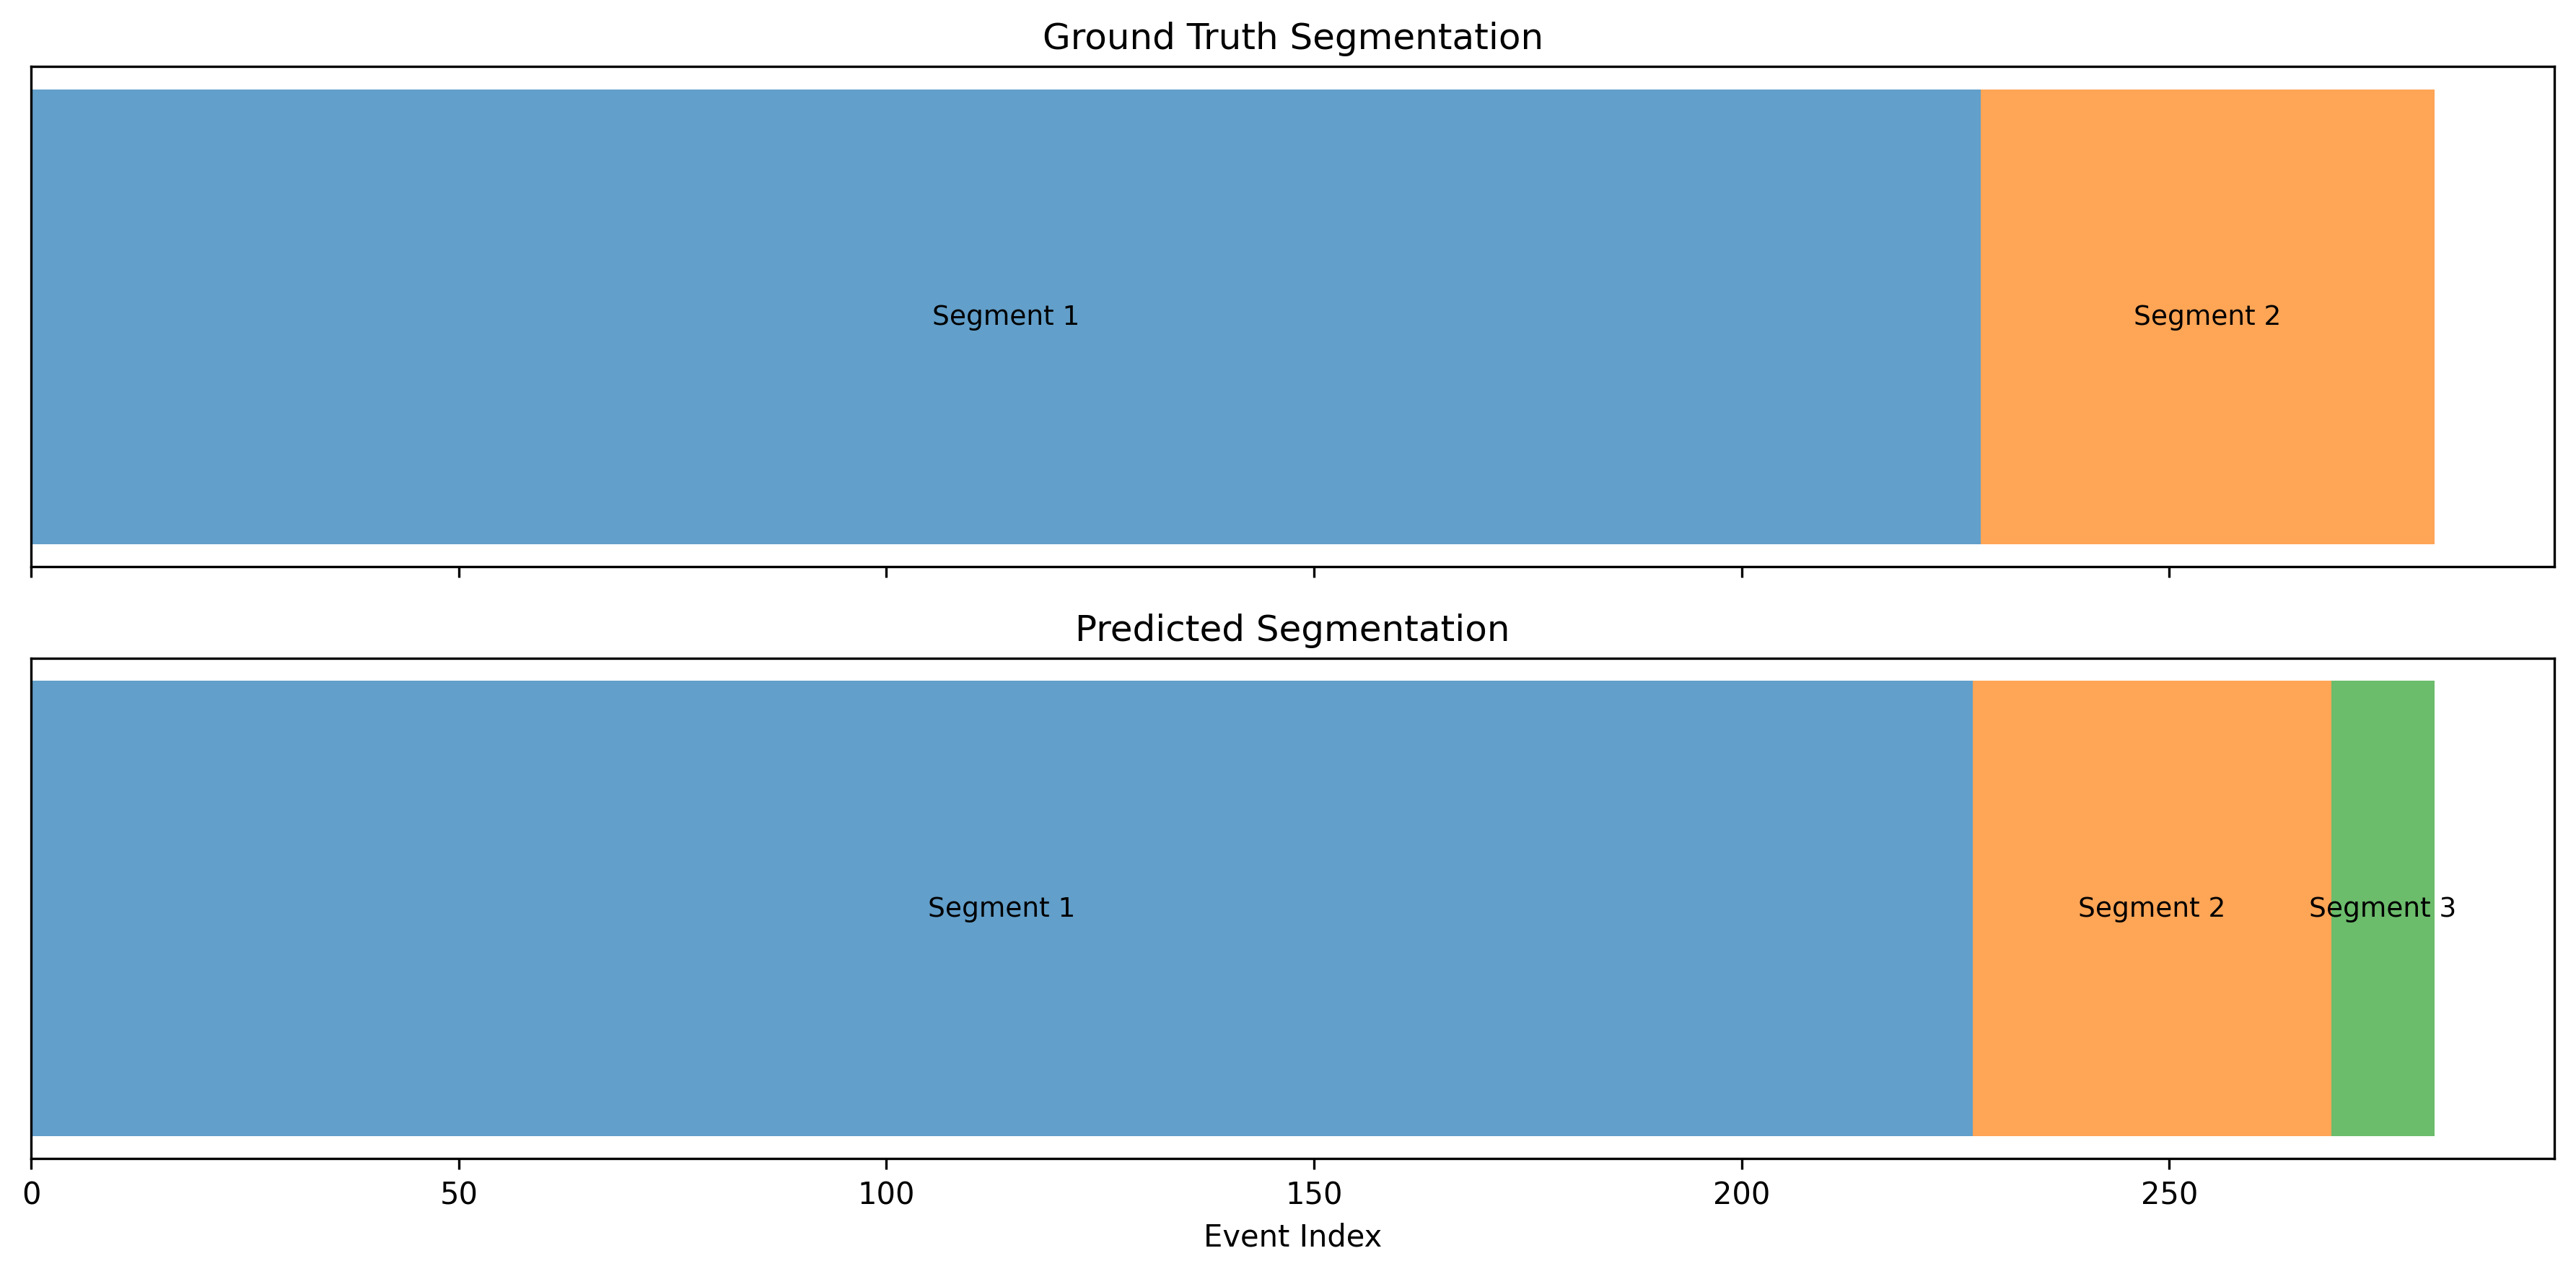 Ground Truth Segmentation
Segment 1
Segment 2
Predicted Segmentation
Segment 1
Segment 2
Segment 3
0 50 100 150 200 250
Event Index